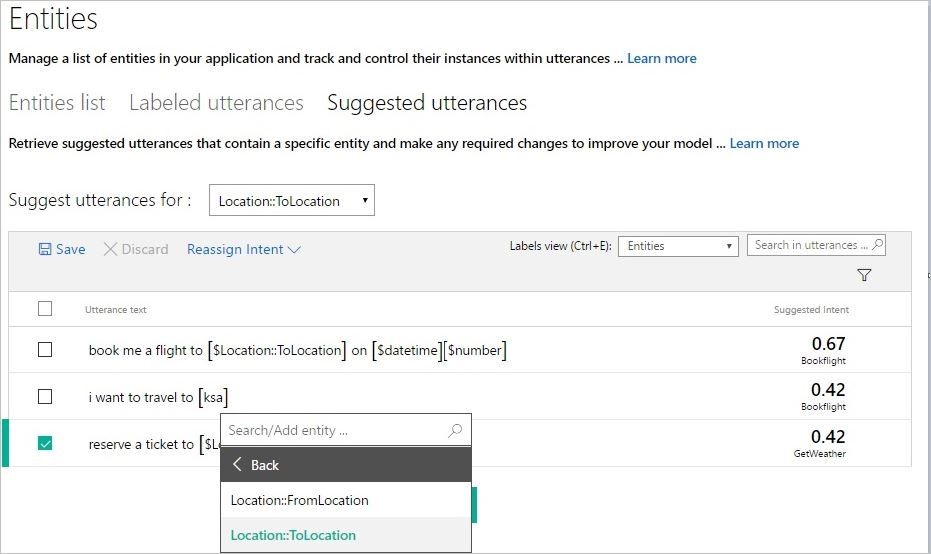 Entities
Manage a list of entities in your application and track and control their instances within utterances ... Learn more
Entities list Labeled utterances Suggested utterances
Retrieve suggested utterances that contain a specific entity and make any required changes to improve your model ... Learn more
Suggest utterances for : Location::ToLocation
Save Discard Reassign Intent Labels view (Ctrl+E): Entities Search in utterances ...
Utterance text Suggested Intent
book me a flight to [$Location::ToLocation] on [$datetime][$number] 0.67
Bookflight
i want to travel to [ksa] 0.42
Bookflight
Search/Add entity ...
reserve a ticket to [$L 0.42
GetWeather
Back
Location::FromLocation
Location::ToLocation